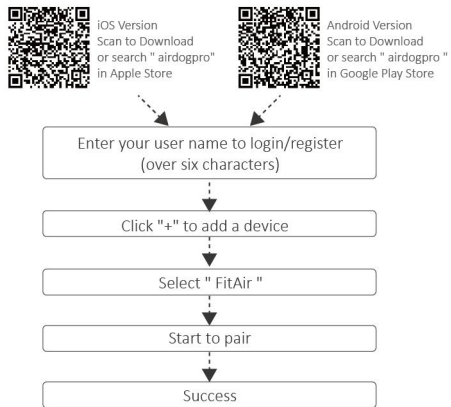 iOS Version
Scan to Download
or search " airdogpro"
in Apple Store
Android Version
Scan to Download
or search " airdogpro "
in Google Play Store
Enter your user name to login/register
(over six characters)
Click "+" to add a device
Select " FitAir "
Start to pair
Success